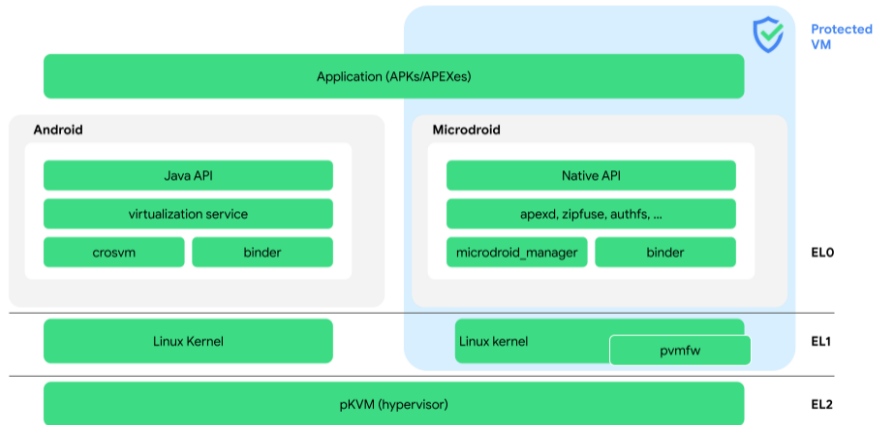 Protected
VM
Application (APKs/APEXes)
Android
Microdroid
Java API
Native API
virtualization service
apexd, zipfuse, authfs, ...
crosvm
binder
microdroid_manager
binder
EL0
Linux Kernel
Linux kernel
pvmfw
EL1
pKVM (hypervisor)
EL2